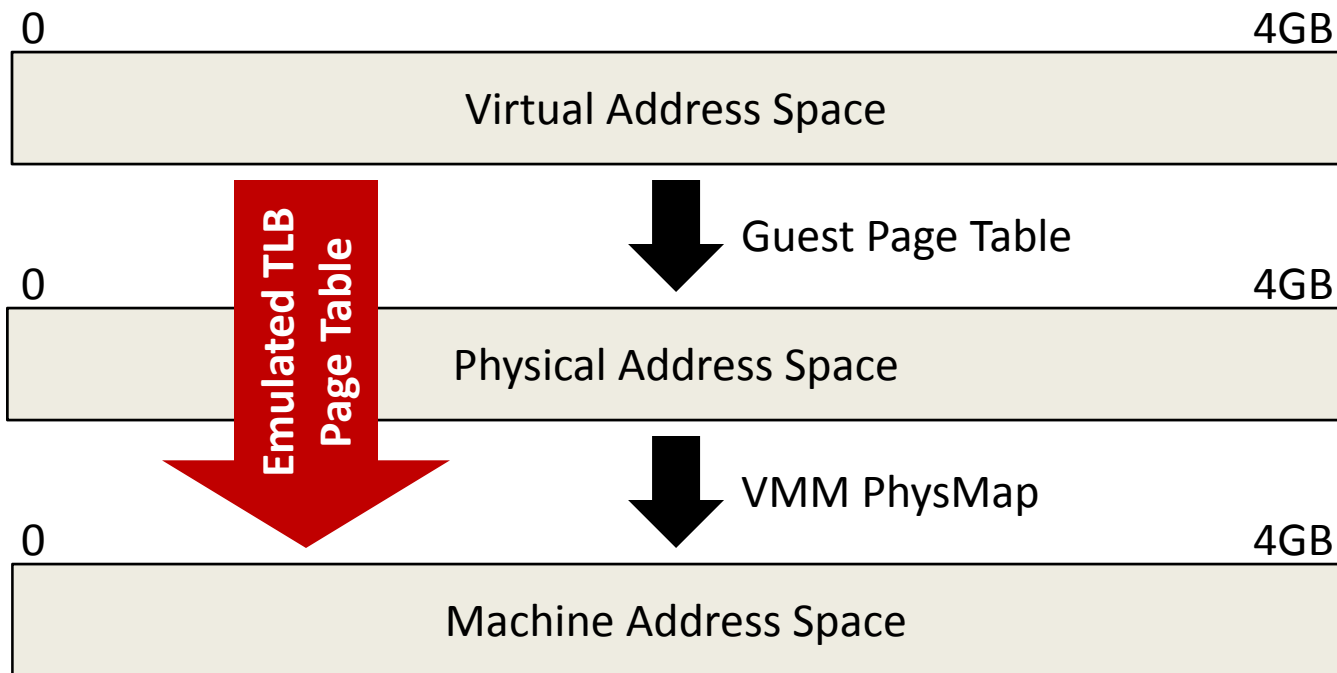 0 4GB
Virtual Address Space
Emulated TLB
Page Table
Guest Page Table
0 4GB
Physical Address Space
VMM PhysMap
0 4GB
Machine Address Space